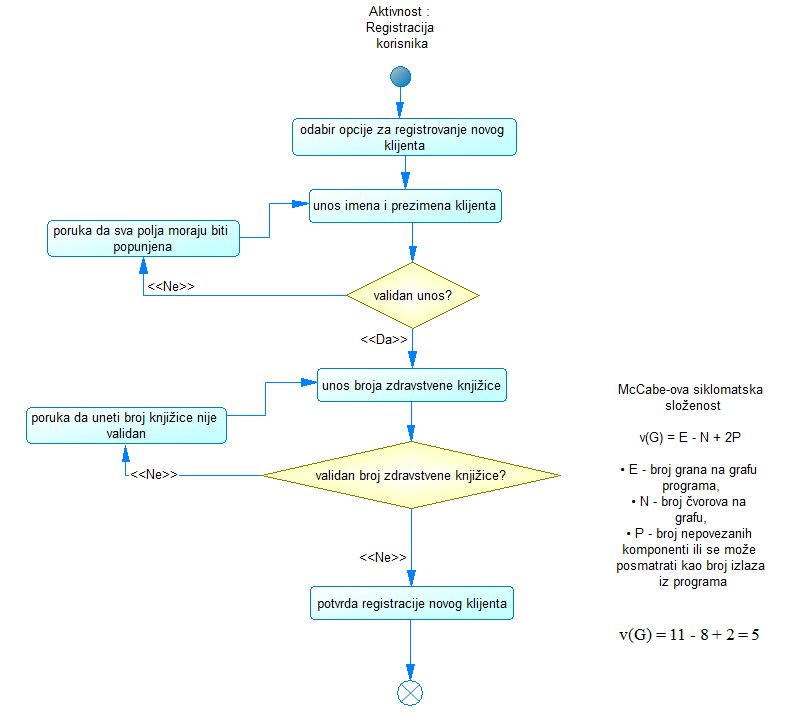 Aktivnost :
Registracija
korisnika
odabir opcije za registrovanje novog
klijenta
unos imena i prezimena klijenta
poruka da sva polja moraju biti
popunjena
<<Ne>>
validan unos?
<<Da>>
unos broja zdravstvene knjižice
poruka da uneti broj knjižice nije
validan
<<Ne>>
validan broj zdravstvene knjižice?
<<Ne>>
potvrda registracije novog klijenta
McCabe-ova siklomatska
složenost
v(G) = E - N + 2P
• E - broj grana na grafu
programa,
• N - broj čvorova na
grafu,
• P - broj nepovezanih
komponenti ili se može
posmatrati kao broj izlaza
iz programa
v(G) = 11 - 8 + 2 = 5